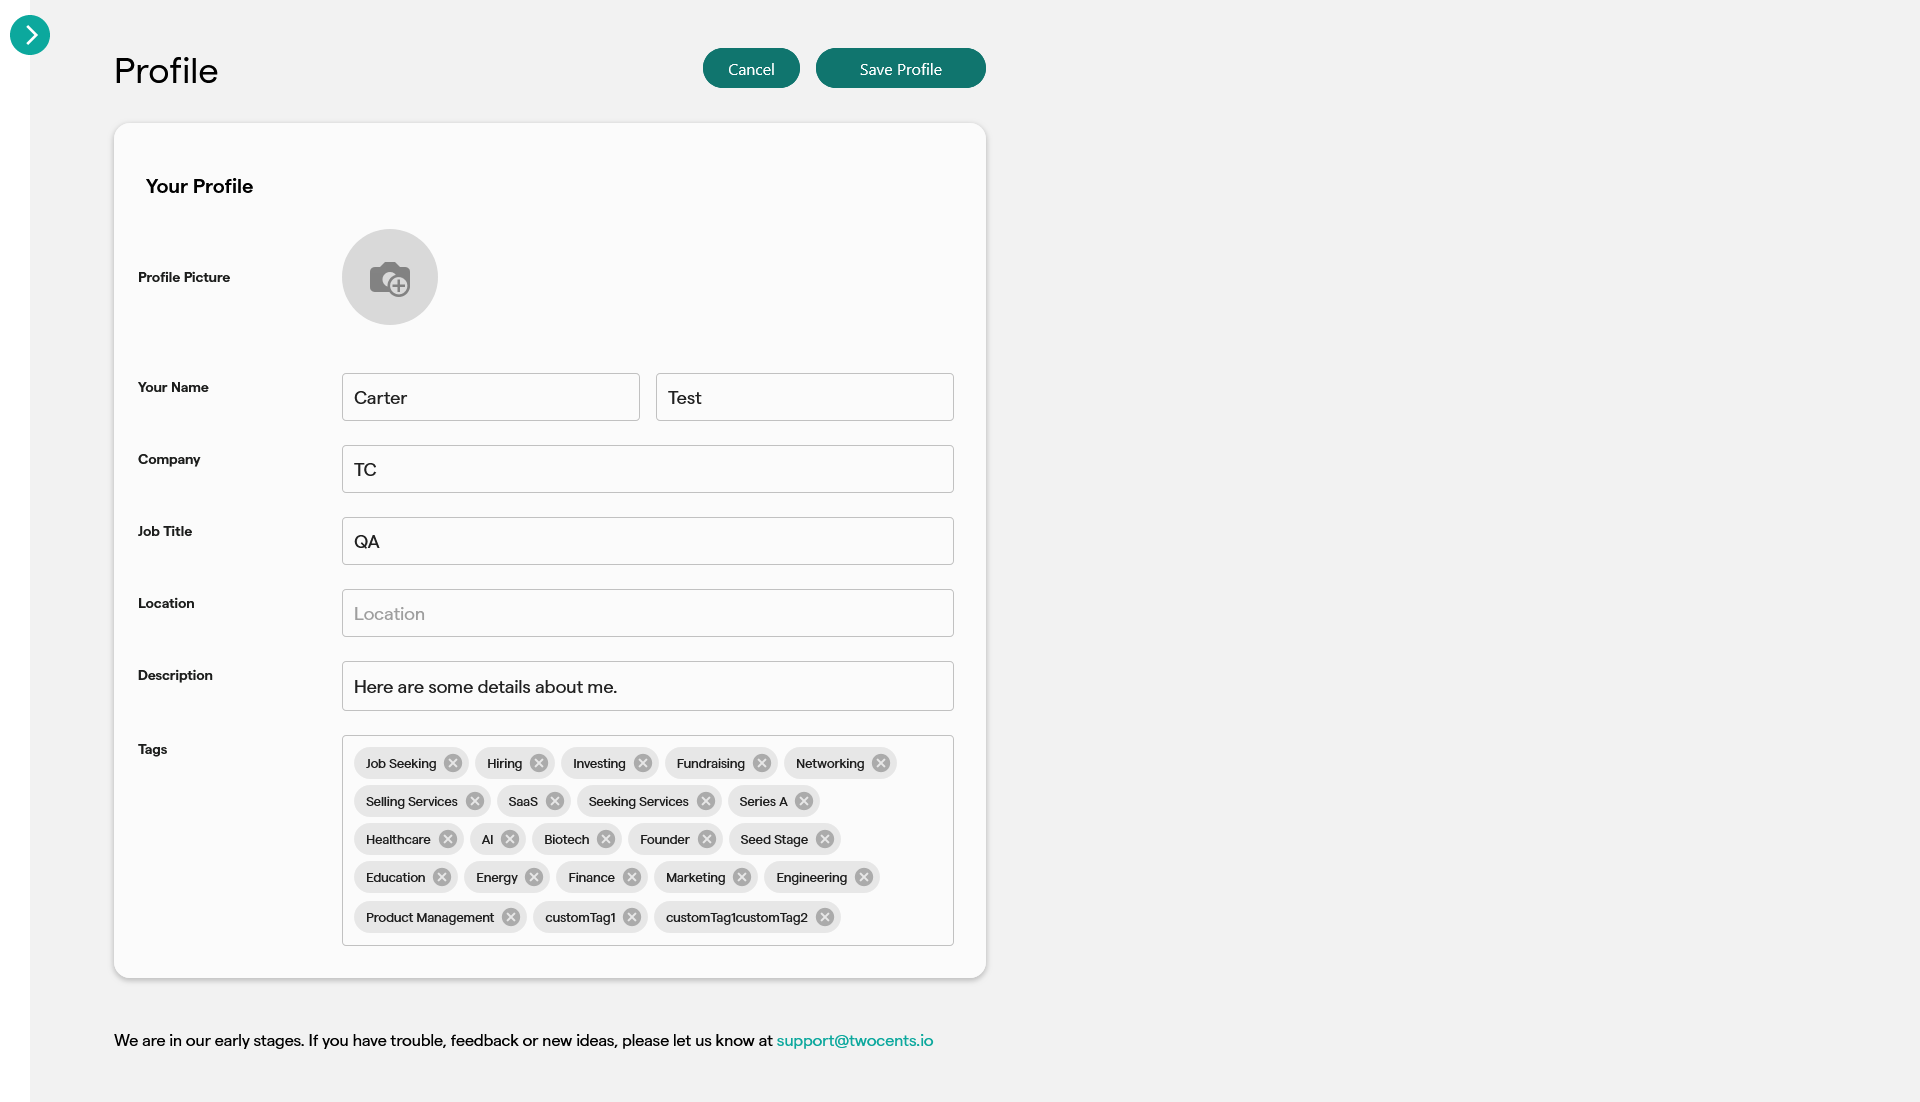 Profile
Cancel
Save Profile
Your Profile
Profile Picture
Your Name
Carter
Test
Company
TC
Job Title
QA
Location
Location
Description
Here are some details about me.
Tags
Job Seeking Hiring Investing Fundraising Networking
Selling Services SaaS Seeking Services Series A
Healthcare AI Biotech Founder Seed Stage
Education Energy Finance Marketing Engineering
Product Management customTag1 customTag1customTag2
We are in our early stages. If you have trouble, feedback or new ideas, please let us know at support@twocents.io